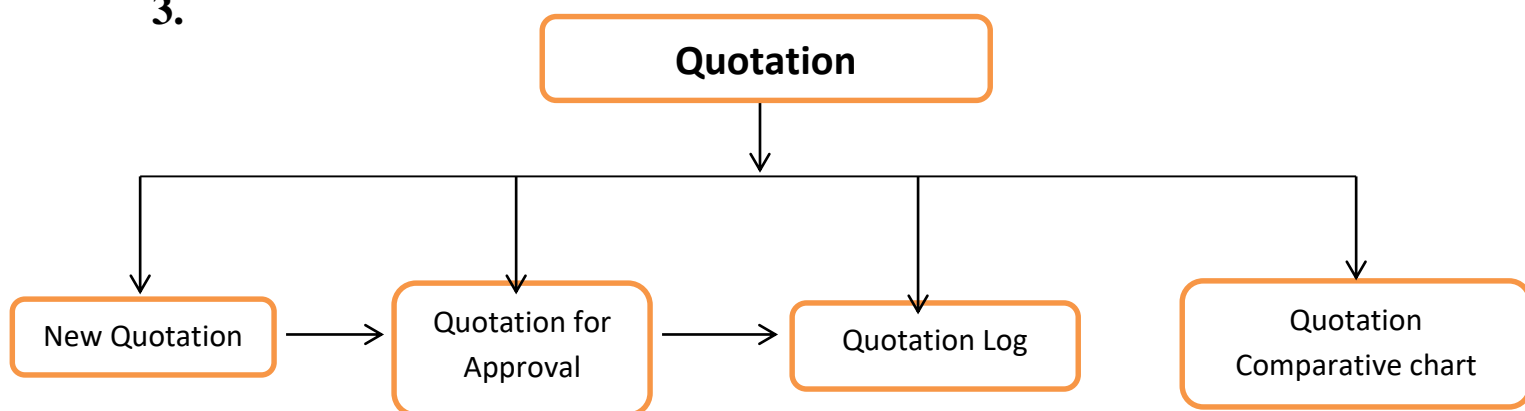 3.
Quotation
New Quotation
Quotation for
Approval
Quotation Log
Quotation
Comparative chart